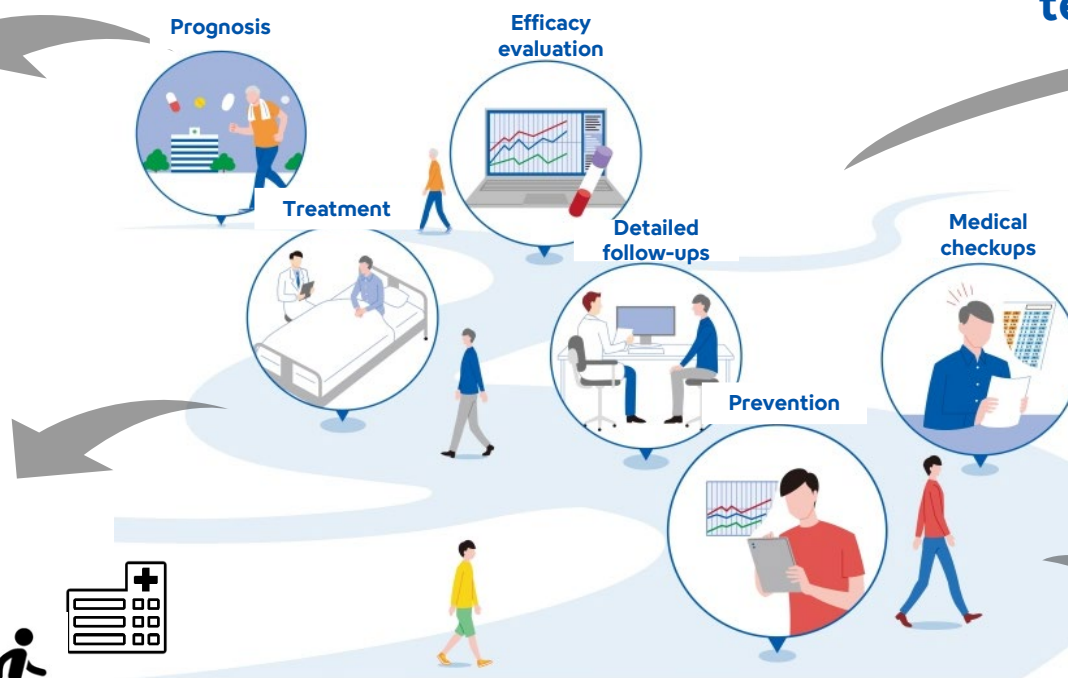 Prognosis
Efficacy
evaluation
Treatment
Detailed
follow-ups
Medical
checkups
Prevention